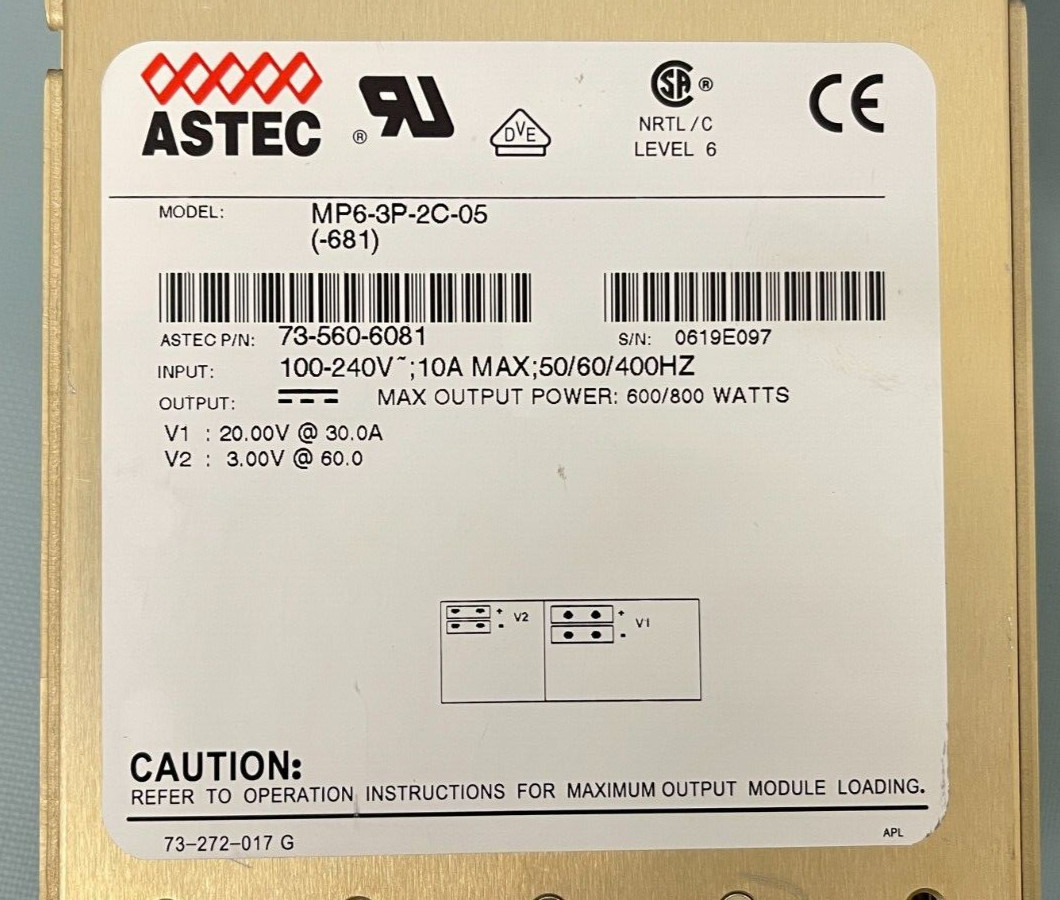 ASTEC
®
DVE
SA ®
NRTL/C
LEVEL 6
CE
MODEL: MP6-3P-2C-05
(-681)
ASTEC P/N: 73-560-6081
S/N: 0619E097
INPUT: 100-240V~;10A MAX;50/60/400HZ
OUTPUT: MAX OUTPUT POWER: 600/800 WATTS
V1 : 20.00V @ 30.0A
V2 : 3.00V @ 60.0
+ V2 -
+ V1 -
CAUTION:
REFER TO OPERATION INSTRUCTIONS FOR MAXIMUM OUTPUT MODULE LOADING.
73-272-017 G
APL